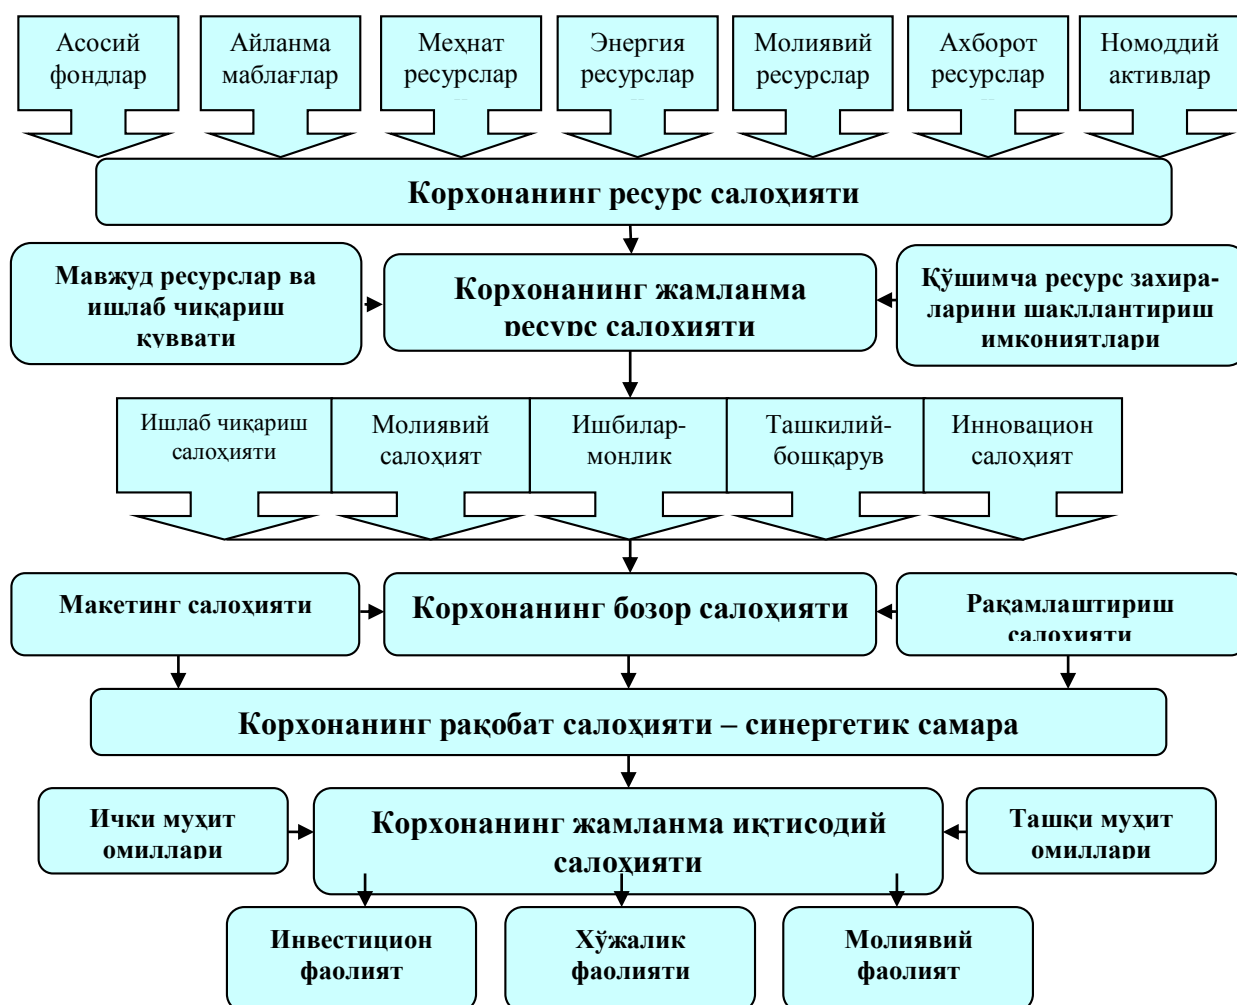 Асосий
фондлар
Айланма
маблағлар
Меҳнат
ресурслар
Энергия
ресурслар
Молиявий
ресурслар
Ахборот
ресурслар
Номоддий
активлар
Корхонанинг ресурс салоҳияти
Мавжуд ресурслар ва
ишлаб чиқариш
қуввати
Корхонанинг жамланма
ресурс салоҳияти
Қўшимча ресурс захира-
ларини шакллантириш
имкониятлари
Ишлаб чиқариш
салоҳияти
Молиявий
салоҳият
Ишбилар-
монлик
Ташкилий-
бошқарув
Инновацион
салоҳият
Макетинг салоҳияти
Корхонанинг бозор салоҳияти
Рақамлаштириш
салоҳияти
Корхонанинг рақобат салоҳияти – синергетик самара
Ички муҳит
омиллари
Корхонанинг жамланма иқтисодий
салоҳияти
Ташқи муҳит
омиллари
Инвестицион
фаолият
Хўжалик
фаолияти
Молиявий
фаолият